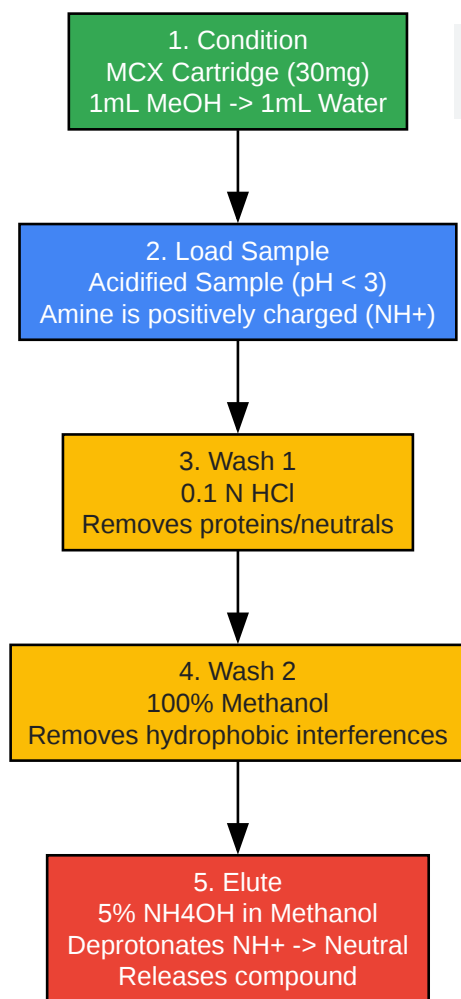 1. Condition
MCX Cartridge (30mg)
1mL MeOH -> 1mL Water
2. Load Sample
Acidified Sample (pH < 3)
Amine is positively charged (NH+)
3. Wash 1
0.1 N HCl
Removes proteins/neutrals
4. Wash 2
100% Methanol
Removes hydrophobic interferences
5. Elute
5% NH4OH in Methanol
Deprotonates NH+ -> Neutral
Releases compound